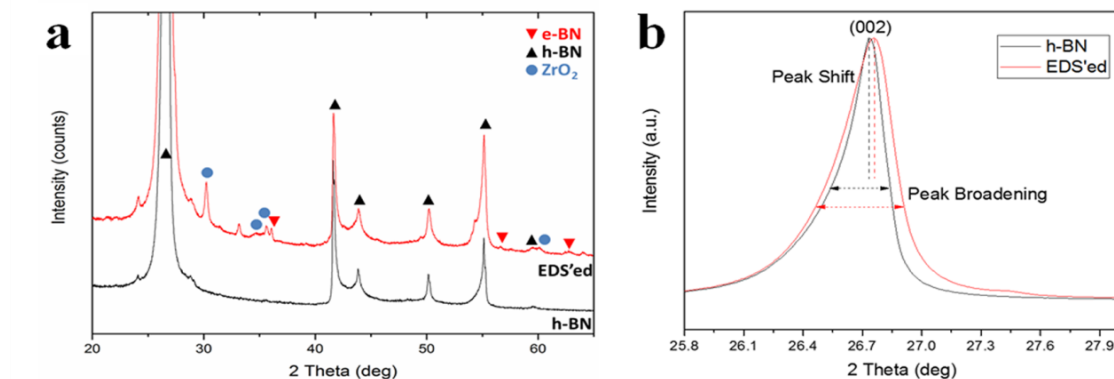 a
e-BN
h-BN
ZrO₂
Intensity (counts)
EDS'ed
h-BN
20
30
40
50
60
2 Theta (deg)
b
(002)
h-BN
EDS'ed
Peak Shift
Peak Broadening
Intensity (a.u.)
25.8
26.1
26.4
26.7
27.0
27.3
27.6
27.9
2 Theta (deg)